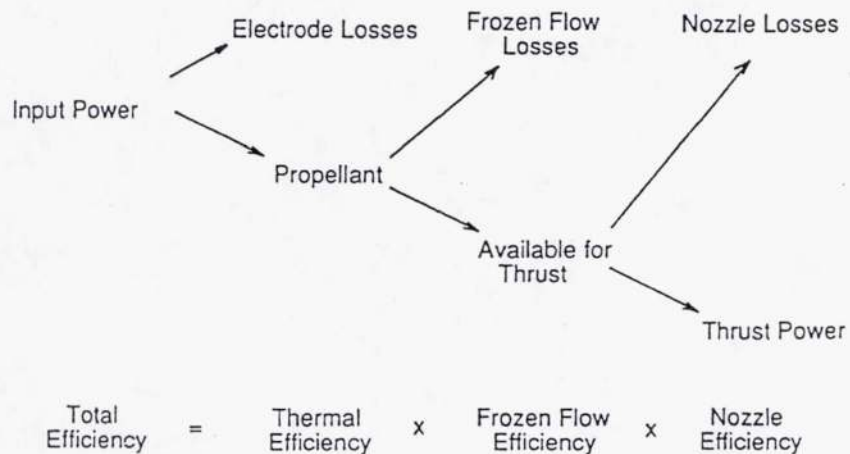 Electrode Losses
Frozen Flow
Losses
Nozzle Losses
Input Power
Propellant
Available for
Thrust
Thrust Power
Total
Efficiency
=
Thermal
Efficiency
x
Frozen Flow
Efficiency
x
Nozzle
Efficiency